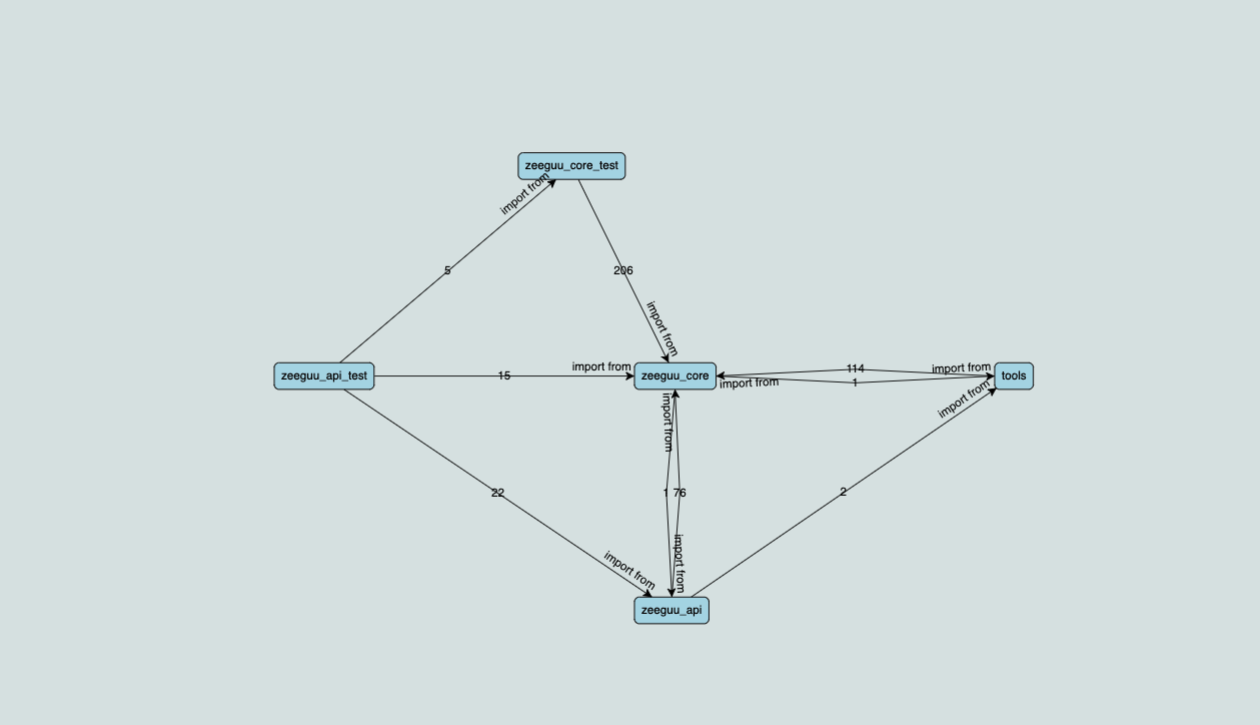 zeeguu_core_test
import from
5
206
import from
zeeguu_api_test
15
import from
zeeguu_core
114
import from
import from
1
tools
import from
import from
22
1
76
2
import from
import from
zeeguu_api